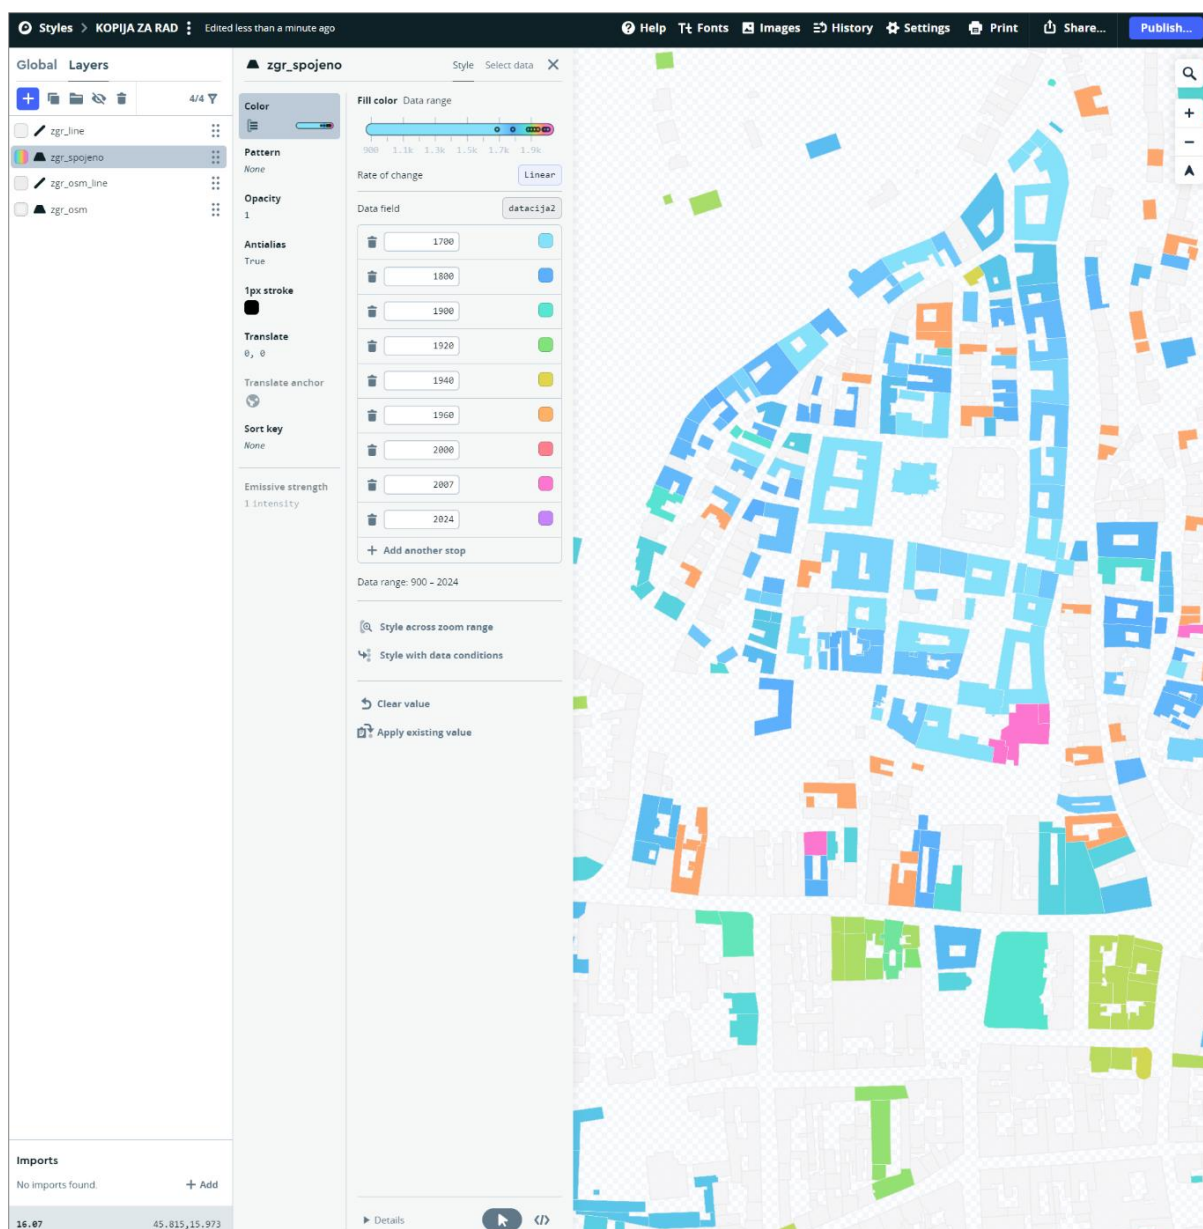 Styles > KOPIJA ZA RAD Edited less than a minute ago Help Fonts Images History Settings Print Share... Publish...
Global Layers
4/4
zgr_line
zgr_spojeno
zgr_osm_line
zgr_osm
Imports
No imports found. + Add
16.07 45.815,15.973
zgr_spojeno Style Select data
Color
Pattern
None
Opacity
1
Antialias
True
1px stroke
Translate
0, 0
Translate anchor
Sort key
None
Emissive strength
1 intensity
Fill color Data range
900 1.1k 1.3k 1.5k 1.7k 1.9k
Rate of change Linear
Data field datacija2
1700
1800
1900
1920
1940
1960
2000
2007
2024
+ Add another stop
Data range: 900 – 2024
Style across zoom range
Style with data conditions
Clear value
Apply existing value
Details </>